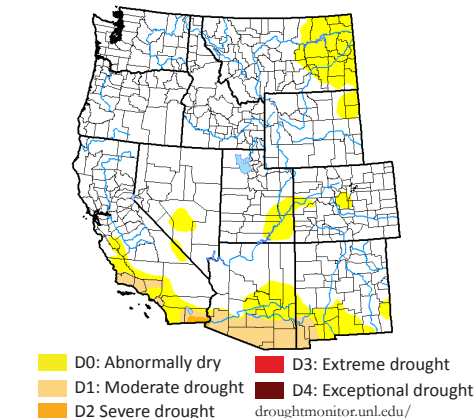 D0: Abnormally dry
D1: Moderate drought
D2 Severe drought
D3: Extreme drought
D4: Exceptional drought
droughtmonitor.unl.edu/